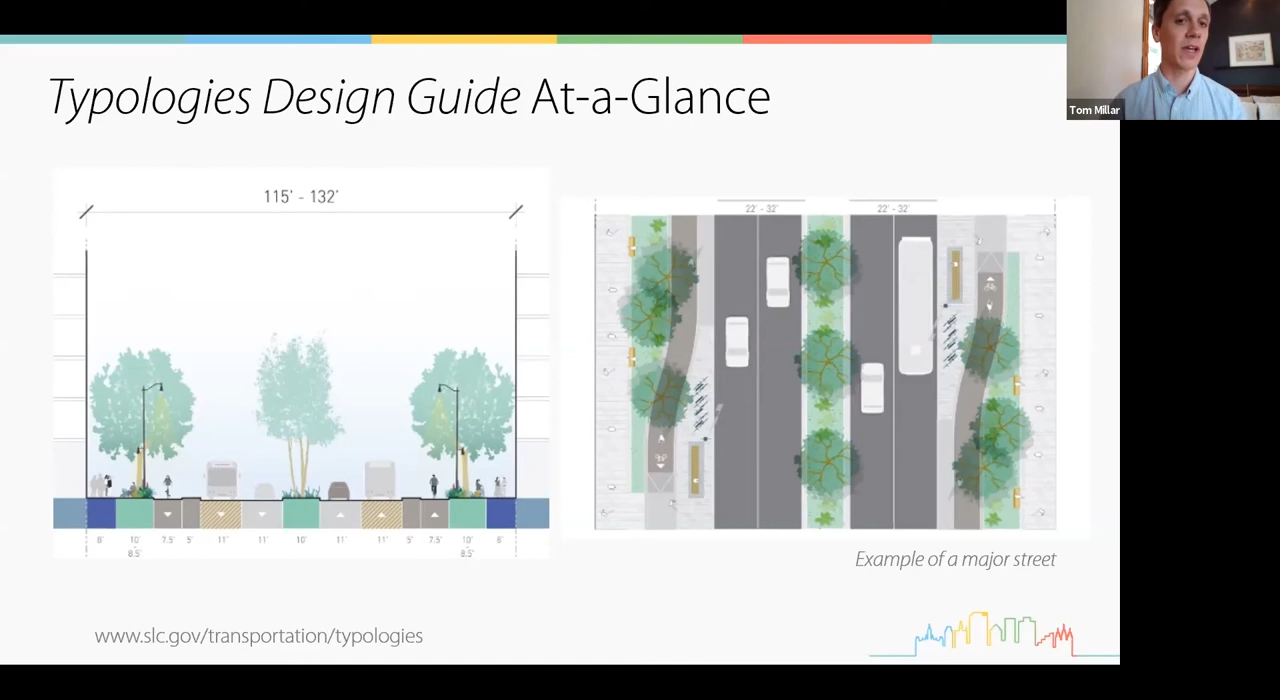 Typologies Design Guide At-a-Glance
Tom Millar
115' - 132'
22' - 32'
22' - 32'
6' 10' 7.5' 5' 11' 11' 10' 11' 11' 5' 7.5' 10' 6'
8.5' 8.5'
Example of a major street
www.slc.gov/transportation/typologies